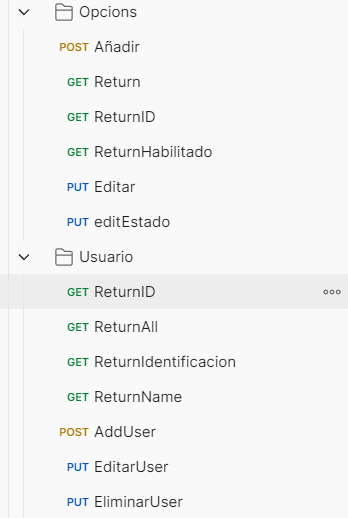 Opcions
POST Añadir
GET Return
GET ReturnID
GET ReturnHabilitado
PUT Editar
PUT editEstado
Usuario
GET ReturnID
GET ReturnAll
GET ReturnIdentificacion
GET ReturnName
POST AddUser
PUT EditarUser
PUT EliminarUser